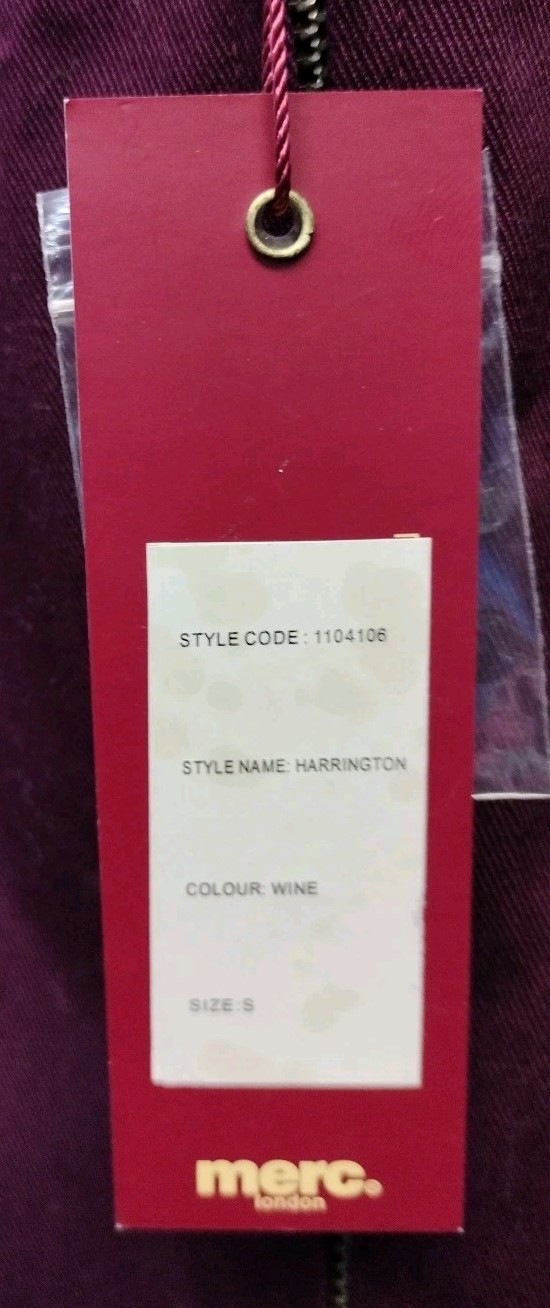 STYLE CODE : 1104106
STYLE NAME: HARRINGTON
COLOUR: WINE
SIZE:S
merc.
london